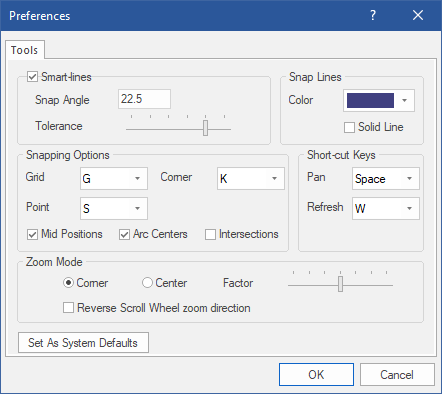 Preferences ?
Tools
Smart-lines
Snap Angle 22.5
Tolerance
Snap Lines
Color
Solid Line
Snapping Options
Grid G Corner K
Point S
Mid Positions Arc Centers Intersections
Short-cut Keys
Pan Space
Refresh W
Zoom Mode
Corner Center Factor
Reverse Scroll Wheel zoom direction
Set As System Defaults
OK Cancel